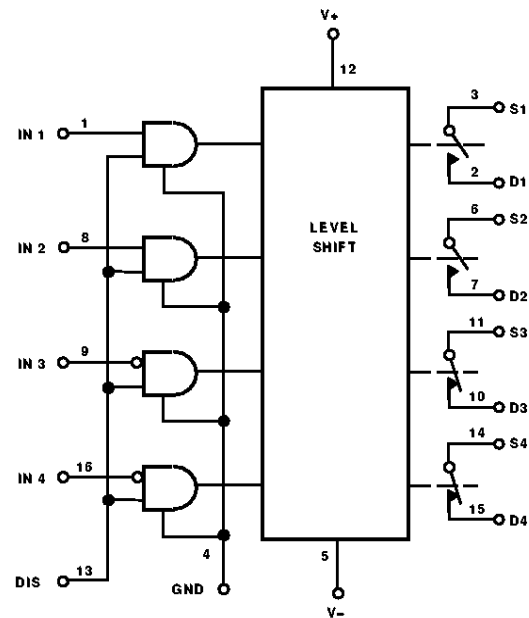 V+
12
3 S1
IN 1 1
2 D1
6 S2
IN 2 8
LEVEL
SHIFT
7 D2
11 S3
IN 3 9
10 D3
14 S4
IN 4 16
15 D4
4
5
DIS 13
GND
V−